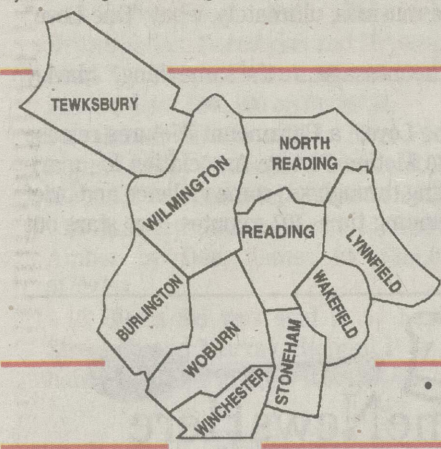 TEWKSBURY
WILMINGTON
NORTH
READING
READING
LYNNFIELD
BURLINGTON
WAKEFIELD
WOBURN
STONEHAM
WINCHESTER